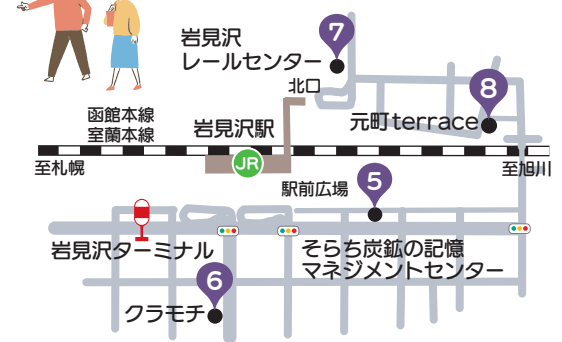 岩見沢
レールセンター
7
北口
8
函館本線
室蘭本線
岩見沢駅
元町terrace
JR
至札幌
至旭川
駅前広場
5
岩見沢ターミナル
そらち炭鉱の記憶
マネジメントセンター
6
クラモチ